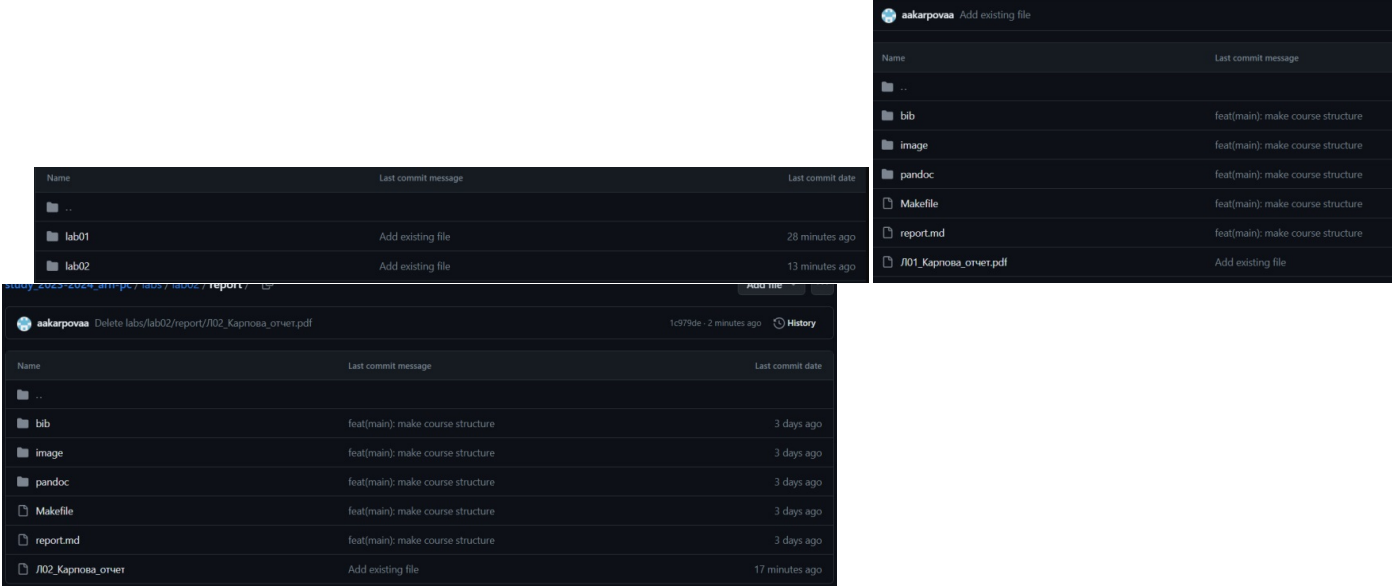 aakarpovaa Add existing file
Name Last commit message
..
bib feat(main): make course structure
image feat(main): make course structure
pandoc feat(main): make course structure
Makefile feat(main): make course structure
report.md feat(main): make course structure
Л01_Карпова_отчет.pdf Add existing file
Name Last commit message Last commit date
..
lab01 Add existing file 28 minutes ago
lab02 Add existing file 13 minutes ago
study_2023-2024_arh-pc / labs / lab02 / report / Add file
aakarpovaa Delete labs/lab02/report/Л02_Карпова_отчет.pdf 1c979de · 2 minutes ago History
Name Last commit message Last commit date
..
bib feat(main): make course structure 3 days ago
image feat(main): make course structure 3 days ago
pandoc feat(main): make course structure 3 days ago
Makefile feat(main): make course structure 3 days ago
report.md feat(main): make course structure 3 days ago
Л02_Карпова_отчет Add existing file 17 minutes ago